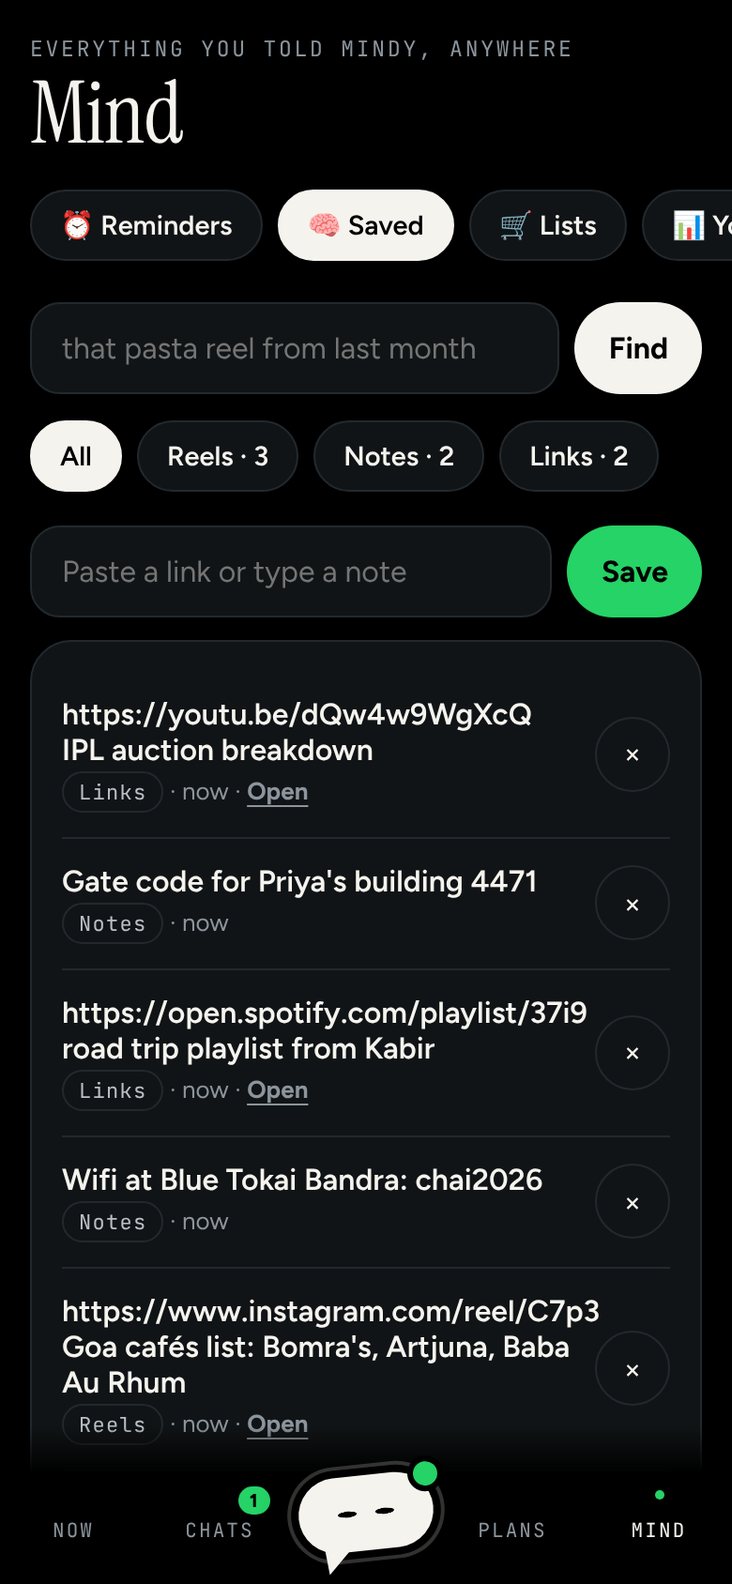 EVERYTHING YOU TOLD MINDY, ANYWHERE
Mind
⏰ Reminders
🧠 Saved
🛒 Lists
📊
that pasta reel from last month
Find
All
Reels · 3
Notes · 2
Links · 2
Paste a link or type a note
Save
https://youtu.be/dQw4w9WgXcQ
IPL auction breakdown
Links · now · Open
×
Gate code for Priya's building 4471
Notes · now
×
https://open.spotify.com/playlist/37i9
road trip playlist from Kabir
Links · now · Open
×
Wifi at Blue Tokai Bandra: chai2026
Notes · now
×
https://www.instagram.com/reel/C7p3
Goa cafés list: Bomra's, Artjuna, Baba
Au Rhum
Reels · now · Open
×
NOW
1
CHATS
PLANS
MIND